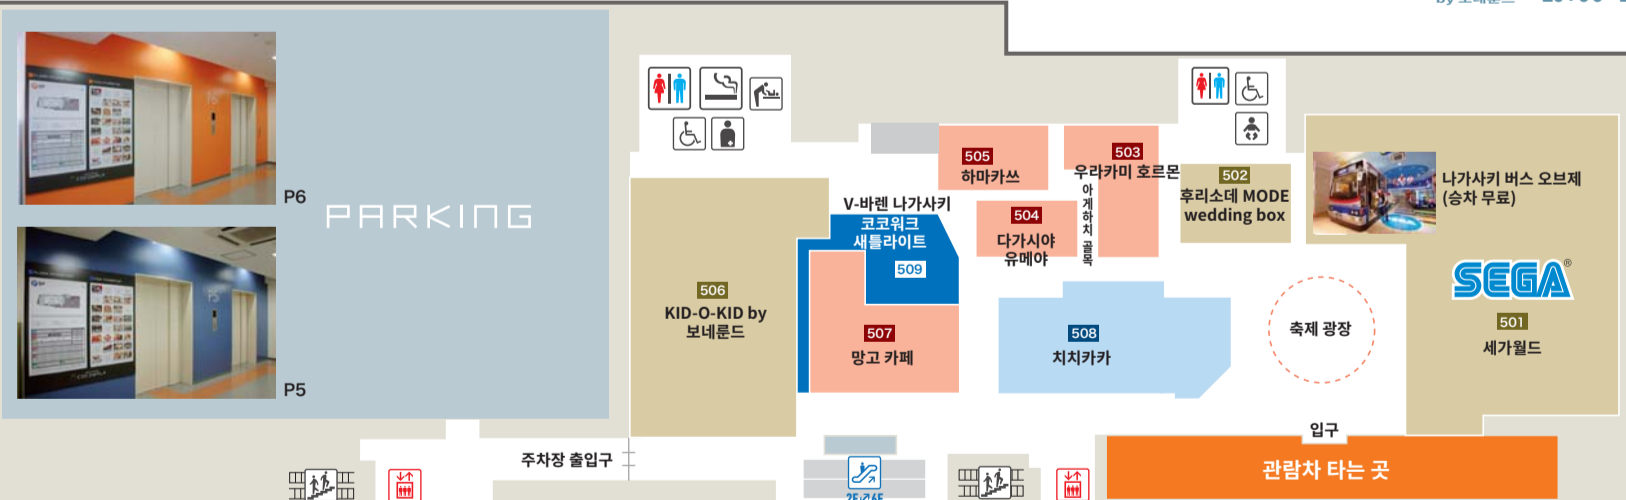 by 보네룬드
P6
PARKING
P5
505
하마카쓰
503
우라카미 호르몬
아게하치 골목
502
후리소데 MODE
wedding box
나가사키 버스 오브제
(승차 무료)
V-바렌 나가사키
코코워크
새틀라이트
509
504
다가시야
유메야
506
KID-O-KID by
보네룬드
507
망고 카페
508
치치카카
축제 광장
SEGA®
501
세가월드
입구
관람차 타는 곳
주차장 출입구